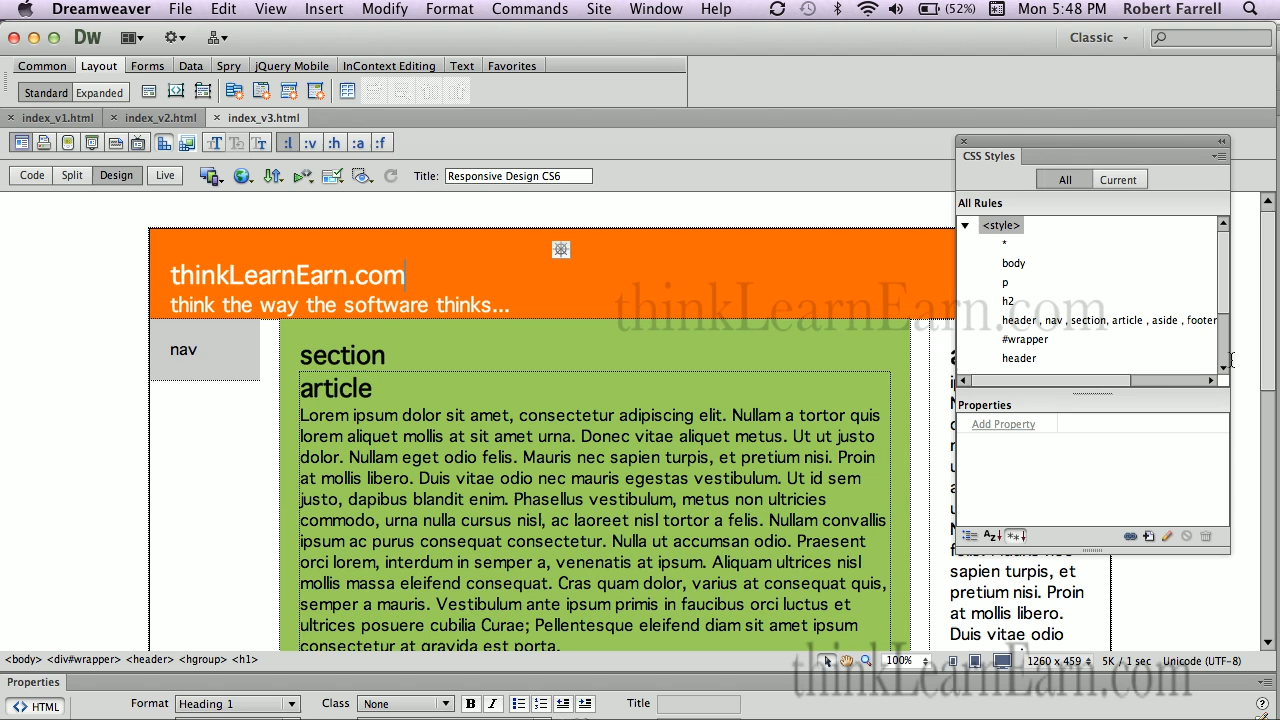 Dreamweaver File Edit View Insert Modify Format Commands Site Window Help (52%) Mon 5:48 PM Robert Farrell
Dw Classic
Common Layout Forms Data Spry jQuery Mobile InContext Editing Text Favorites
Standard Expanded
index_v1.html index_v2.html index_v3.html
:l :v :h :a :f
Code Split Design Live Title: Responsive Design CS6
CSS Styles
All Current
All Rules
<style>
*
body
p
h2
header , nav , section, article , aside , footer
#wrapper
header
Properties
Add Property
thinkLearnEarn.com
think the way the software thinks...
thinkLearnEarn.com
nav
section
article
Lorem ipsum dolor sit amet, consectetur adipiscing elit. Nullam a tortor quis
lorem aliquet mollis at sit amet urna. Donec vitae aliquet metus. Ut ut justo
dolor. Nullam eget odio felis. Mauris nec sapien turpis, et pretium nisi. Proin
at mollis libero. Duis vitae odio nec mauris egestas vestibulum. Ut id sem
justo, dapibus blandit enim. Phasellus vestibulum, metus non ultricies
commodo, urna nulla cursus nisl, ac laoreet nisl tortor a felis. Nullam convallis
ipsum ac purus consequat consectetur. Nulla ut accumsan odio. Praesent
orci lorem, interdum in semper a, venenatis at ipsum. Aliquam ultrices nisl
mollis massa eleifend consequat. Cras quam dolor, varius at consequat quis,
semper a mauris. Vestibulum ante ipsum primis in faucibus orci luctus et
ultrices posuere cubilia Curae; Pellentesque eleifend diam sit amet ipsum
consectetur at gravida est porta.
sapien turpis, et
pretium nisi. Proin
at mollis libero.
Duis vitae odio
<body> <div#wrapper> <header> <hgroup> <h1> 100% 1260 x 459 5K / 1 sec Unicode (UTF-8)
thinkLearnEarn.com
Properties
HTML Format Heading 1 Class None B I Title